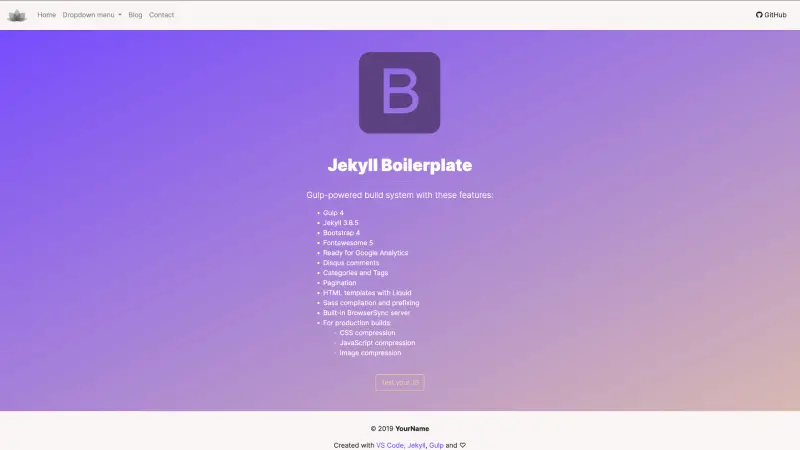 Home Dropdown menu Blog Contact GitHub
B
Jekyll Boilerplate
Gulp-powered build system with these features:
Gulp 4
Jekyll 3.8.5
Bootstrap 4
Fontawesome 5
Ready for Google Analytics
Disqus comments
Categories and Tags
Pagination
HTML templates with Liquid
Sass compilation and prefixing
Built-in BrowserSync server
For production builds:
CSS compression
JavaScript compression
Image compression
Test your JS
© 2019 YourName
Created with VS Code, Jekyll, Gulp and ♡